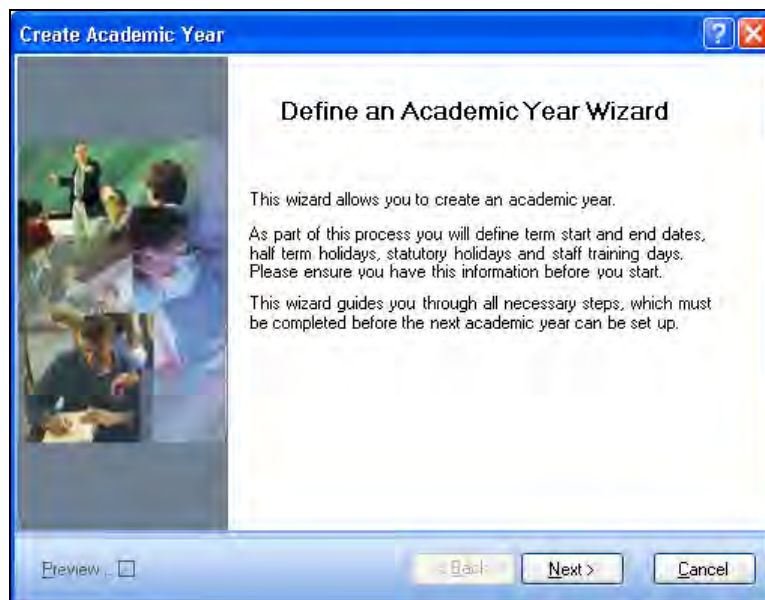 Create Academic Year
Define an Academic Year Wizard
This wizard allows you to create an academic year.
As part of this process you will define term start and end dates,
half term holidays, statutory holidays and staff training days.
Please ensure you have this information before you start.
This wizard guides you through all necessary steps, which must
be completed before the next academic year can be set up.
Preview...
< Back
Next >
Cancel